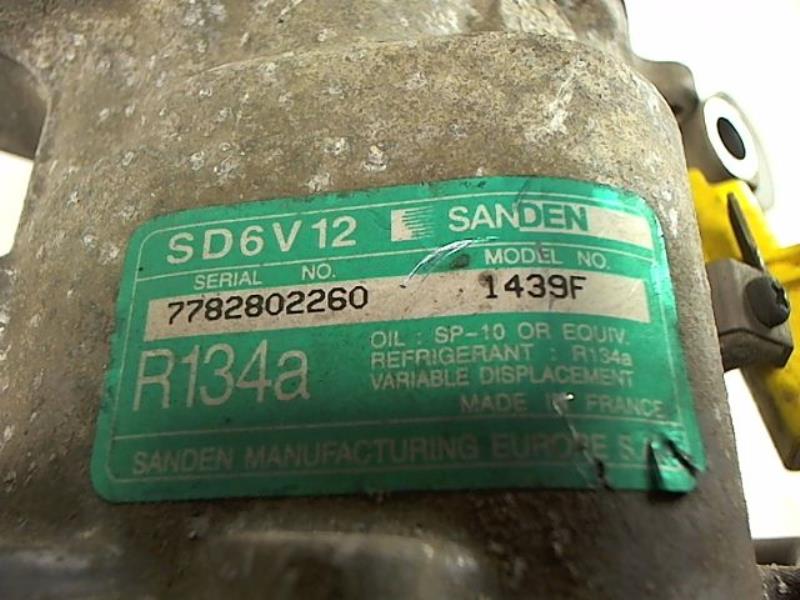 SD6V12 SANDEN
SERIAL NO. MODEL NO.
7782802260 1439F
R134a
OIL : SP-10 OR EQUIV.
REFRIGERANT : R134a
VARIABLE DISPLACEMENT
MADE IN FRANCE
SANDEN MANUFACTURING EUROPE